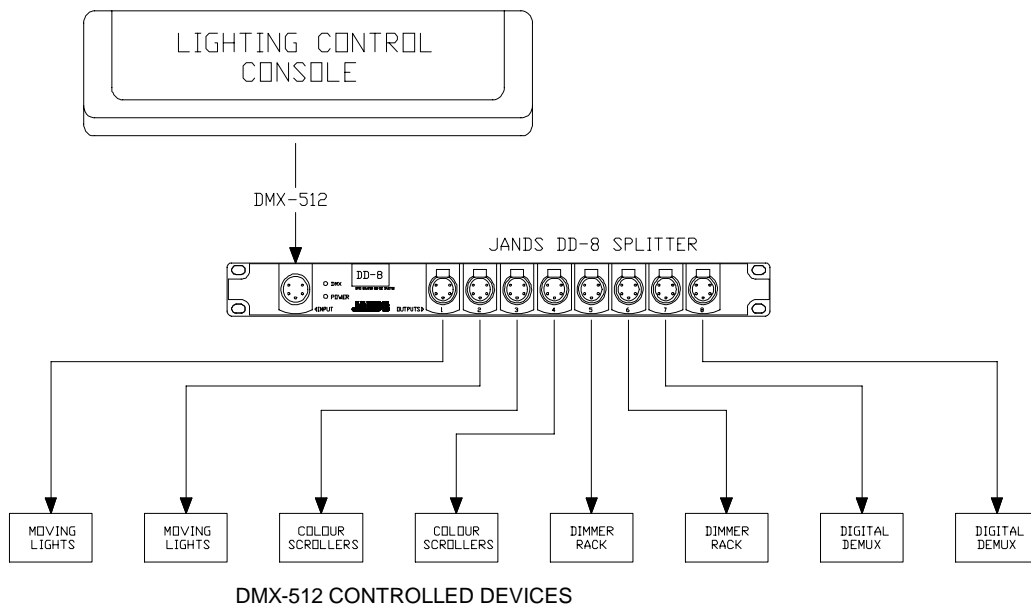 LIGHTING CONTROL
CONSOLE
DMX-512
JANDS DD-8 SPLITTER
DD-8
DMX
POWER
INPUT
JANDS
OUTPUTS
1 2 3 4 5 6 7 8
MOVING
LIGHTS
MOVING
LIGHTS
COLOUR
SCROLLERS
COLOUR
SCROLLERS
DIMMER
RACK
DIMMER
RACK
DIGITAL
DEMUX
DIGITAL
DEMUX
DMX-512 CONTROLLED DEVICES